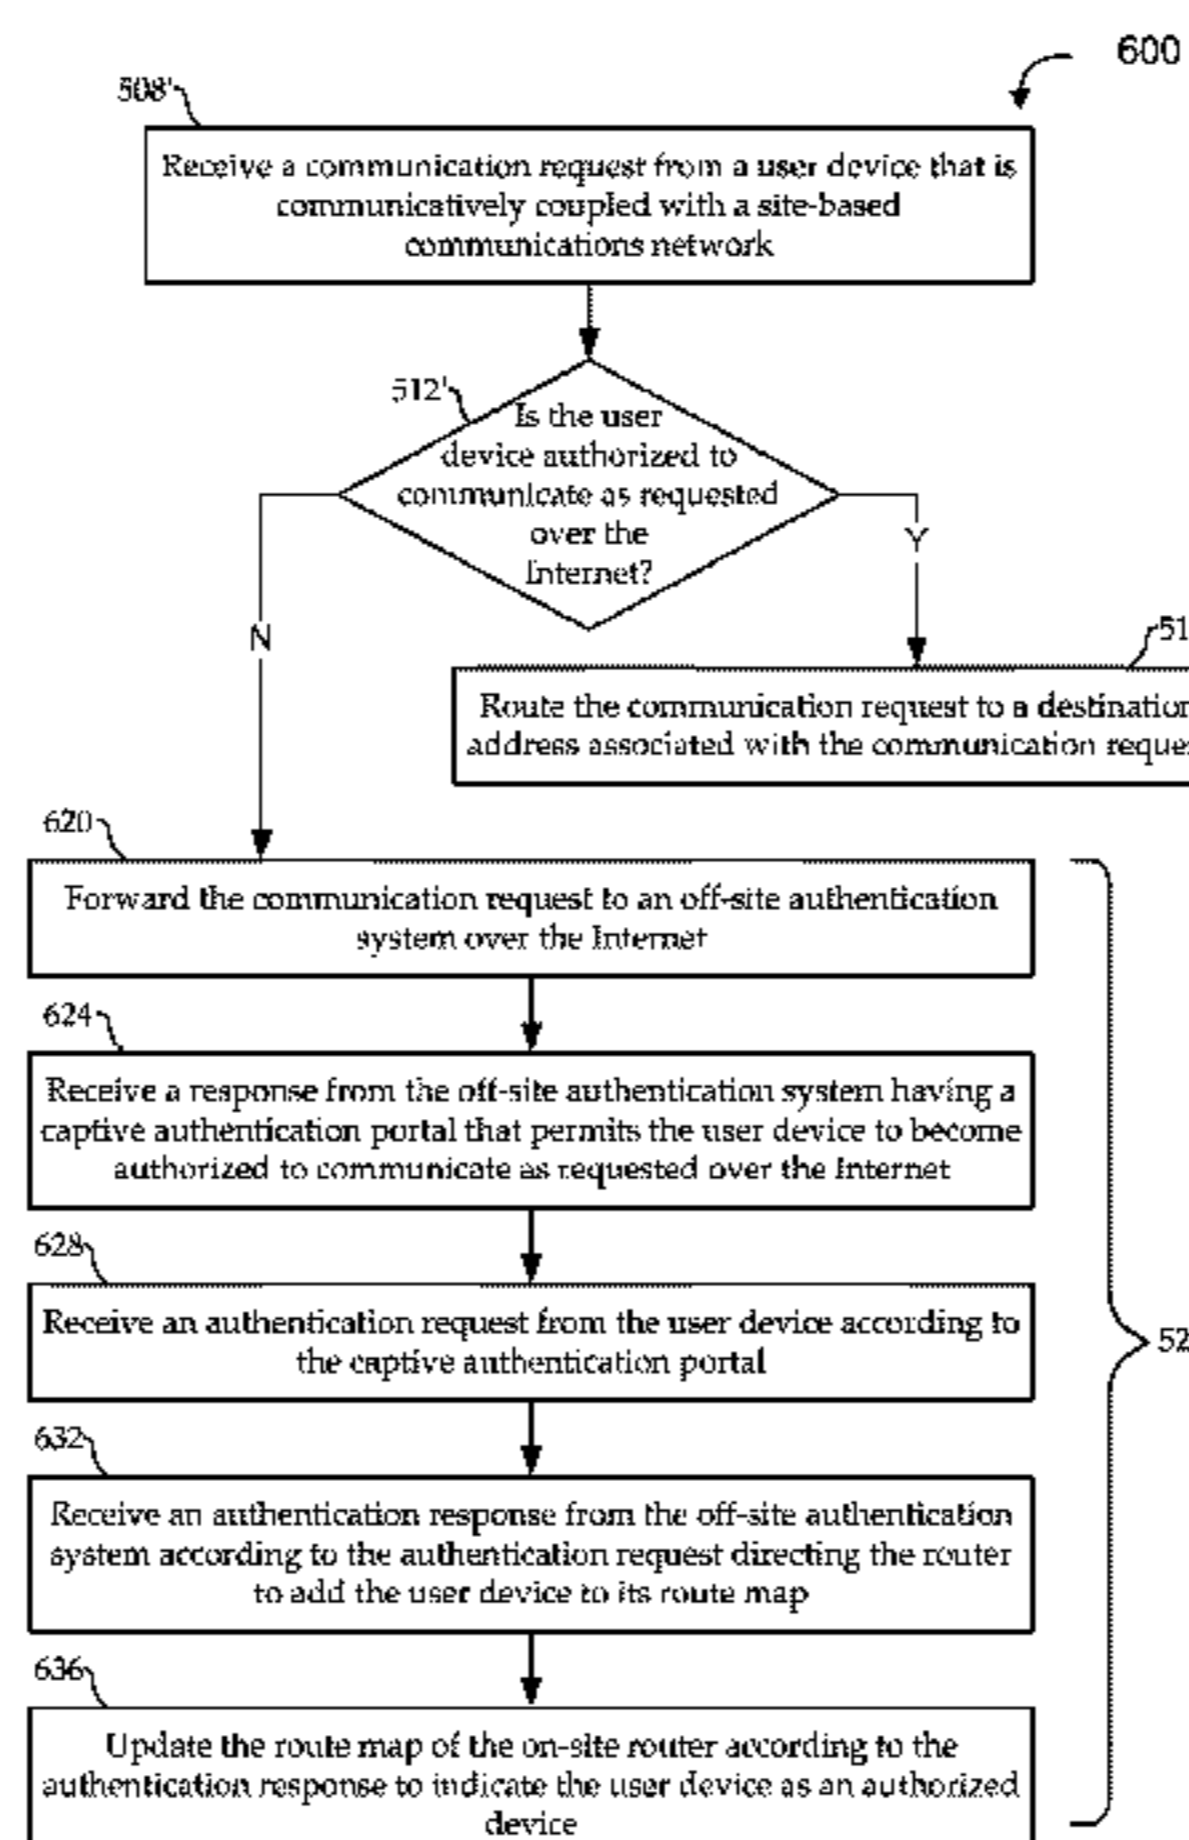 600
508'
Receive a communication request from a user device that is
communicatively coupled with a site-based
communications network
512'
Is the user
device authorized to
communicate as requested
over the
Internet?
Y
N
51
Route the communication request to a destination
address associated with the communication
620
Forward the communication request to an off-site authentication
system over the Internet
624
Receive a response from the off-site authentication system having a
captive authentication portal that permits the user device to become
authorized to communicate as requested over the Internet
628
Receive an authentication request from the user device according to
the captive authentication portal
52
632
Receive an authentication response from the off-site authentication
system according to the authentication request directing the router
to add the user device to its route map
636
Update the route map of the on-site router according to the
authentication response to indicate the user device as an authorized
device